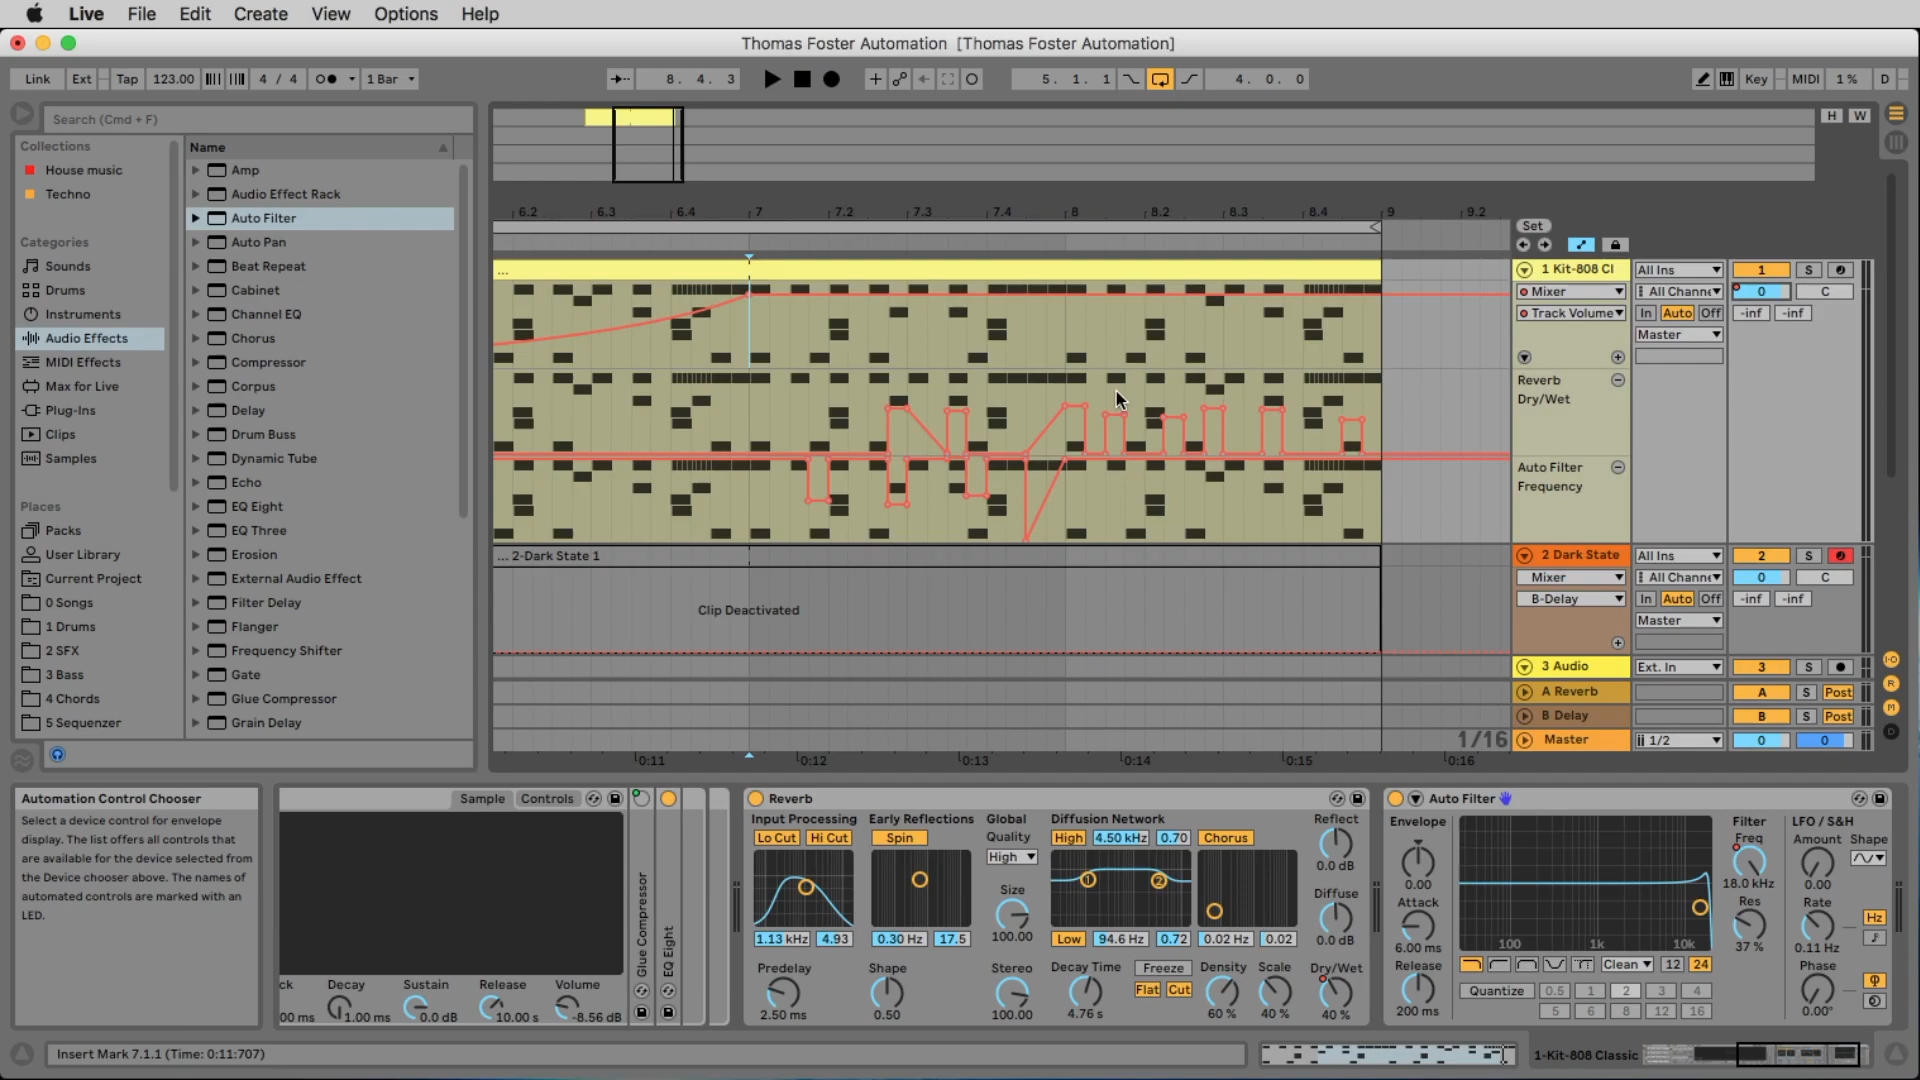 Live File Edit Create View Options Help
Thomas Foster Automation [Thomas Foster Automation]
Link Ext Tap 123.00 4 / 4 1 Bar 8. 4. 3 5. 1. 1 4. 0. 0 Key MIDI 1 % D
Search (Cmd + F)
H W
Collections
House music
Techno
Categories
Sounds
Drums
Instruments
Audio Effects
MIDI Effects
Max for Live
Plug-Ins
Clips
Samples
Places
Packs
User Library
Current Project
0 Songs
1 Drums
2 SFX
3 Bass
4 Chords
5 Sequenzer
Name
Amp
Audio Effect Rack
Auto Filter
Auto Pan
Beat Repeat
Cabinet
Channel EQ
Chorus
Compressor
Corpus
Delay
Drum Buss
Dynamic Tube
Echo
EQ Eight
EQ Three
Erosion
External Audio Effect
Filter Delay
Flanger
Frequency Shifter
Gate
Glue Compressor
Grain Delay
6.2 6.3 6.4 7 7.2 7.3 7.4 8 8.2 8.3 8.4 9 9.2
Set
...
1 Kit-808 Cl All Ins 1 S
Mixer All Channe 0 C
Track Volume In Auto Off -inf -inf
Master
Reverb
Dry/Wet
Auto Filter
Frequency
... 2-Dark State 1
Clip Deactivated
2 Dark State All Ins 2 S
Mixer All Channe 0 C
B-Delay In Auto Off -inf -inf
Master
3 Audio Ext. In 3 S
A Reverb A S Post
B Delay B S Post
1/16 Master 1/2 0 0
I-O
R
M
D
0:11 0:12 0:13 0:14 0:15 0:16
Automation Control Chooser
Select a device control for envelope
display. The list offers all controls that
are available for the device selected from
the Device chooser above. The names of
automated controls are marked with an
LED.
Sample Controls
ck Decay Sustain Release Volume
00 ms 1.00 ms 0.0 dB 10.00 s -8.56 dB
Glue Compressor
EQ Eight
Reverb
Input Processing Early Reflections Global Diffusion Network Reflect
Lo Cut Hi Cut Spin Quality High 4.50 kHz 0.70 Chorus
High 0.0 dB
1 2
Size Diffuse
100.00
1.13 kHz 4.93 0.30 Hz 17.5 Low 94.6 Hz 0.72 0.02 Hz 0.02 0.0 dB
Predelay Shape Stereo Decay Time Freeze Density Scale Dry/Wet
Flat Cut
2.50 ms 0.50 100.00 4.76 s 60 % 40 % 40 %
Auto Filter
Envelope Filter LFO / S&H
Freq Amount Shape
0.00 18.0 kHz 0.00
Attack Res Rate
Hz
100 1k 10k
6.00 ms 37 % 0.11 Hz
Release Clean 12 24 Phase
Quantize 0.5 1 2 3 4
5 6 8 12 16
200 ms 0.00°
Insert Mark 7.1.1 (Time: 0:11:707)
1-Kit-808 Classic